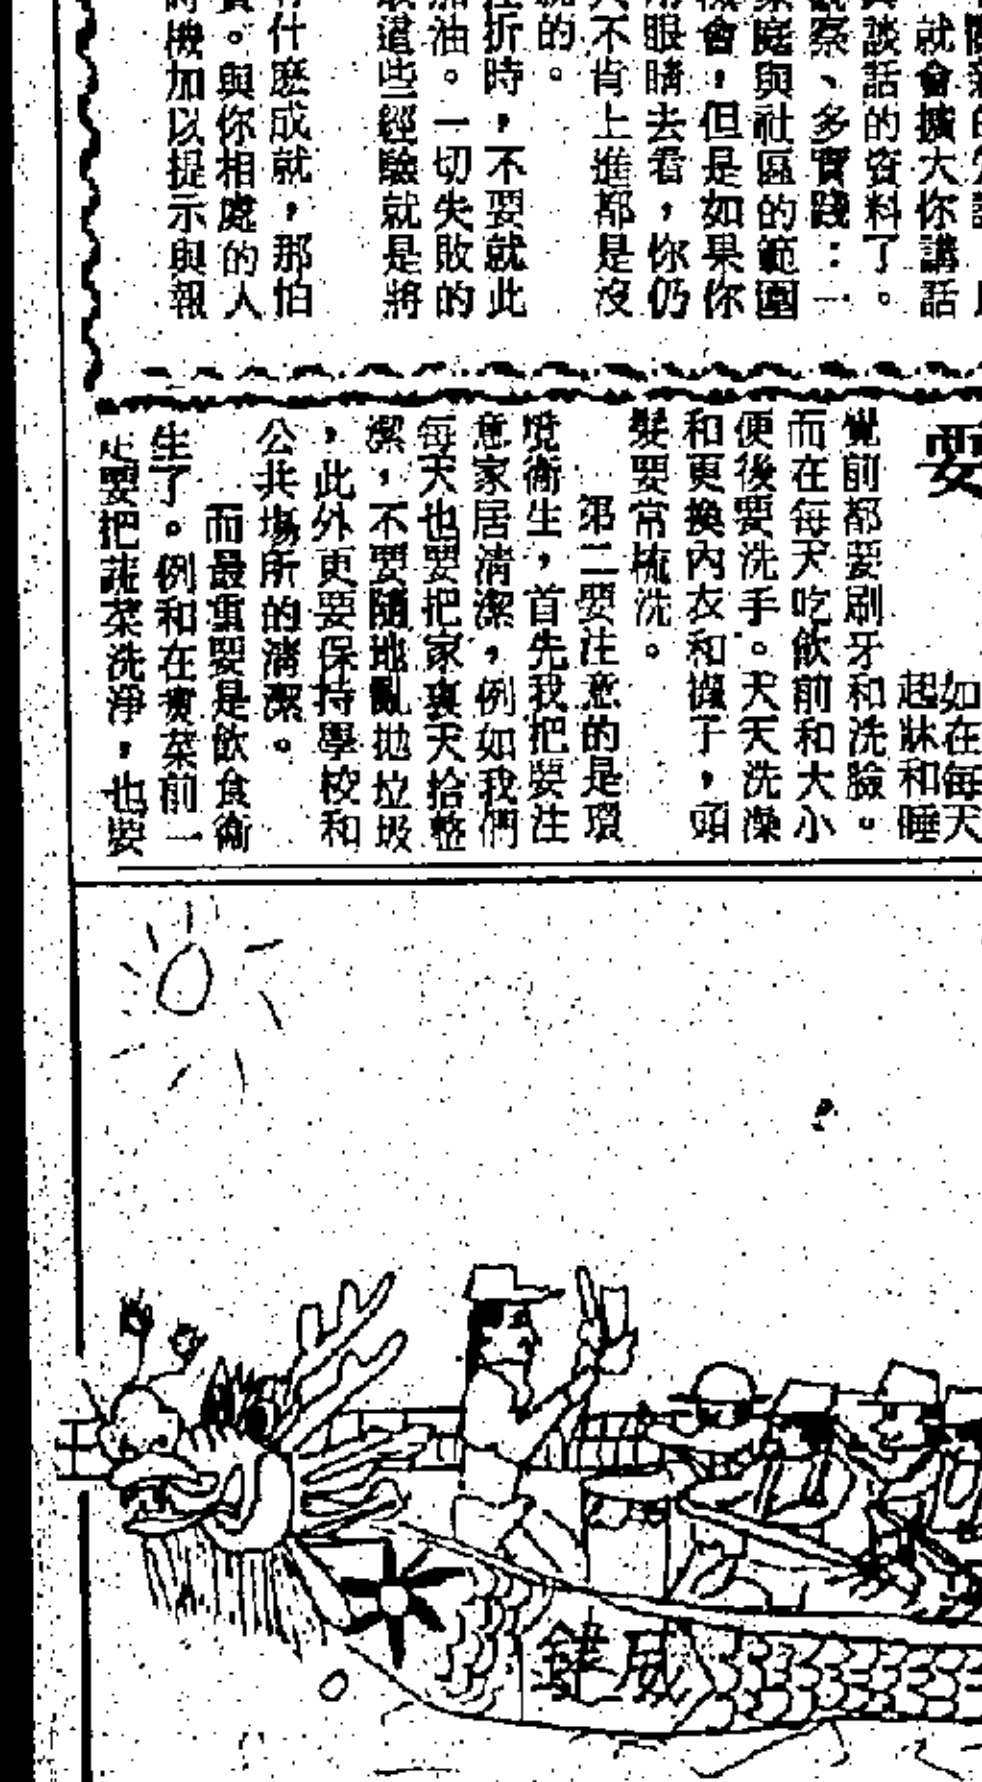 就會擴大你講話
談話的資料了。
觀察、多實踐：一
家庭與社區的範圍
機會，但是如果你
用眼睛去看，你仍
不肯上進都是沒
的。
折時，不要就此
加油。一切失敗的
這些經驗就是將
什麼成就，那怕
。與你相處的人
時機加以提示與報
要
如在每天
起牀和睡
覺前都要刷牙和洗臉。
而在每天吃飲前和大小
便後要洗手。天天洗澡
和更換內衣和襪子，頭
髮要常梳洗。
第二要注意的是環
境衛生，首先我把要注
意家居清潔，例如我們
每天也要把家裏天拾整
潔，不要隨地亂拋垃圾
，此外更要保持學校和
公共場所的清潔。
而最重要是飲食衞
生了。例和在煮菜前一
定要把蔬菜洗淨，也要
威